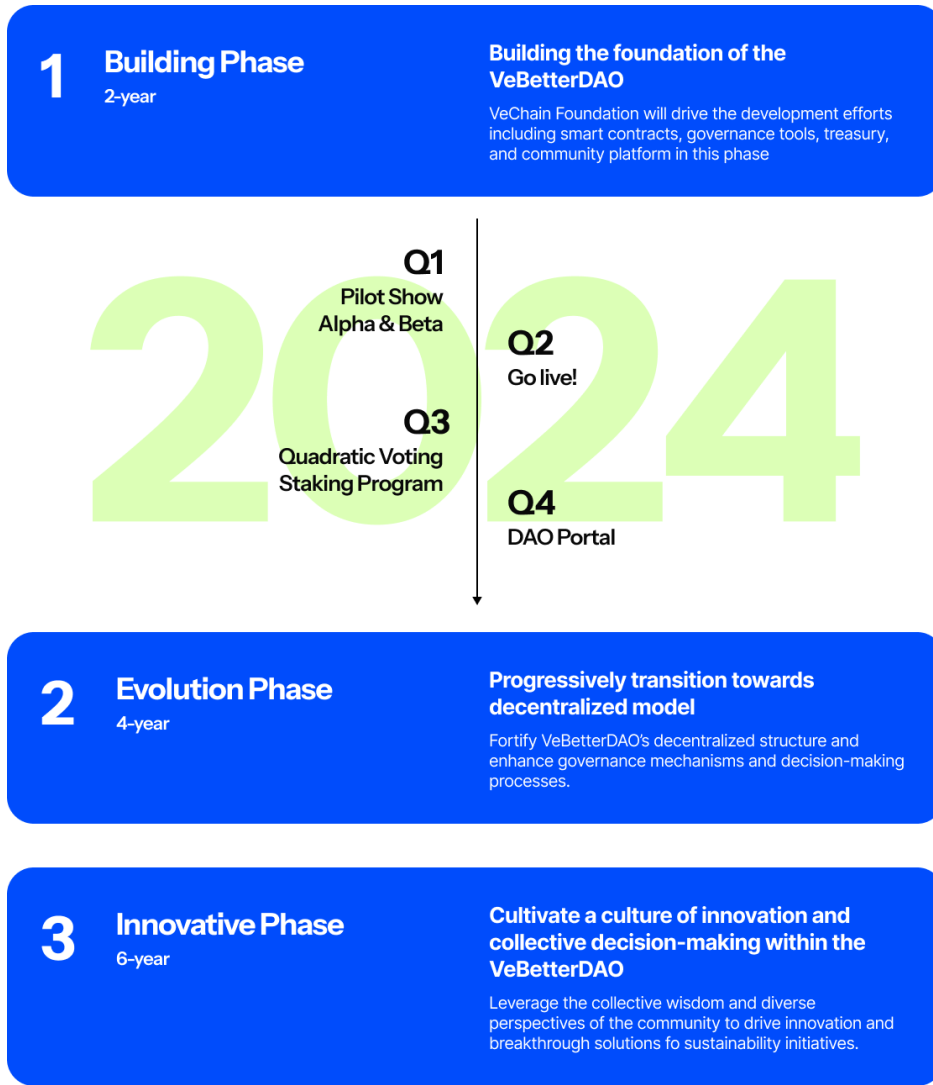 1
Building Phase
2-year
Building the foundation of the
VeBetterDAO
VeChain Foundation will drive the development efforts
including smart contracts, governance tools, treasury,
and community platform in this phase
2024
Q1
Pilot Show
Alpha & Beta
Q2
Go live!
Q3
Quadratic Voting
Staking Program
Q4
DAO Portal
2
Evolution Phase
4-year
Progressively transition towards
decentralized model
Fortify VeBetterDAO's decentralized structure and
enhance governance mechanisms and decision-making
processes.
3
Innovative Phase
6-year
Cultivate a culture of innovation and
collective decision-making within the
VeBetterDAO
Leverage the collective wisdom and diverse
perspectives of the community to drive innovation and
breakthrough solutions fo sustainability initiatives.